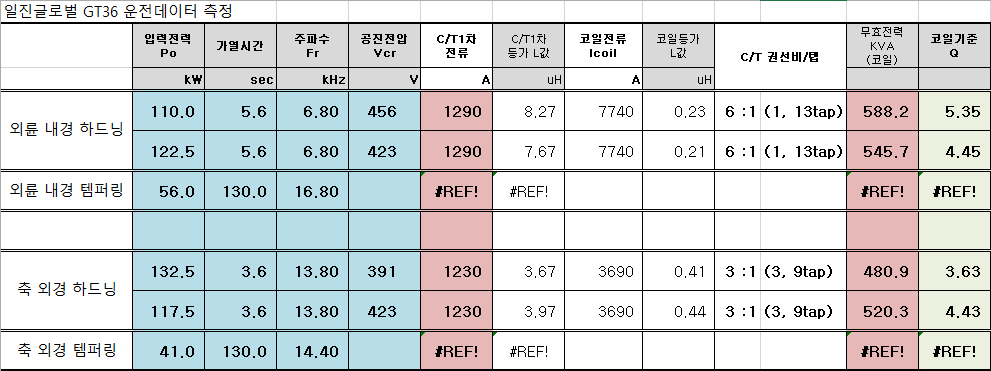 일진글로벌 GT36 운전데이터 측정
입력전력 Po 가열시간 주파수 Fr 공진전압 Vcr C/T1차 전류 C/T1차 등가 L값 코일전류 Icoil 코일등가 L값 C/T 권선비/탭 무효전력 KVA (코일) 코일기준 Q
kW sec kHz V A uH A uH
외륜 내경 하드닝
110.0 5.6 6.80 456 1290 8.27 7740 0.23 6 :1 (1, 13tap) 588.2 5.35
122.5 5.6 6.80 423 1290 7.67 7740 0.21 6 :1 (1, 13tap) 545.7 4.45
외륜 내경 템퍼링 56.0 130.0 16.80 #REF! #REF! #REF! #REF!
축 외경 하드닝
132.5 3.6 13.80 391 1230 3.67 3690 0.41 3 :1 (3, 9tap) 480.9 3.63
117.5 3.6 13.80 423 1230 3.97 3690 0.44 3 :1 (3, 9tap) 520.3 4.43
축 외경 템퍼링 41.0 130.0 14.40 #REF! #REF! #REF! #REF!